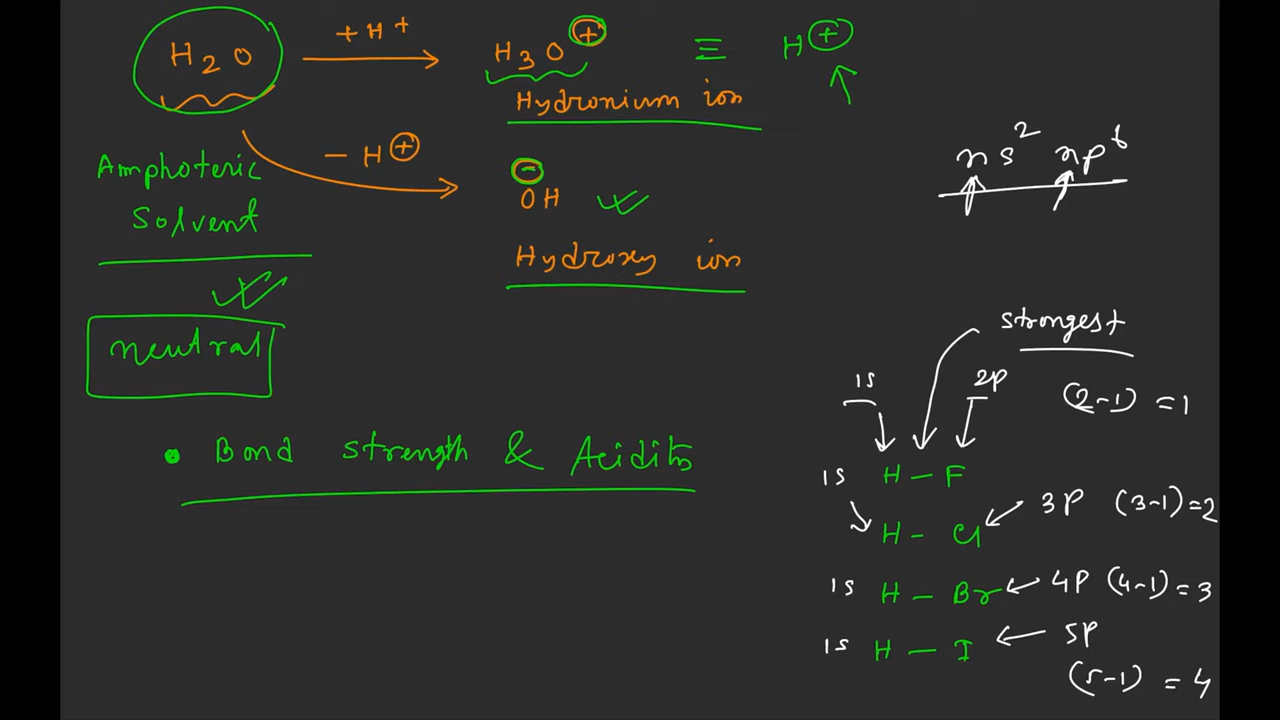 H2O +H+ H3O+ ≡ H+
Hydronium ion
-H+
Amphoteric
Solvent
-
OH
Hydroxy ion
neutral
ns² np⁶
strongest
1s 2p (2-1) = 1
• Bond strength & Acidity
1s H-F
H- Cl 3p (3-1)=2
1s H - Br 4p (4-1)=3
1s H - I 5p
(5-1) = 4